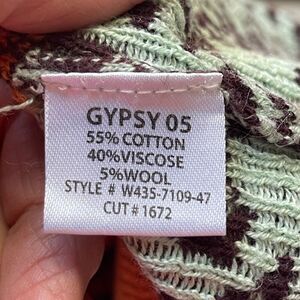 GYPSY 05
55% COTTON
40%VISCOSE
5%WOOL
STYLE # W435-7109-47
CUT # 1672